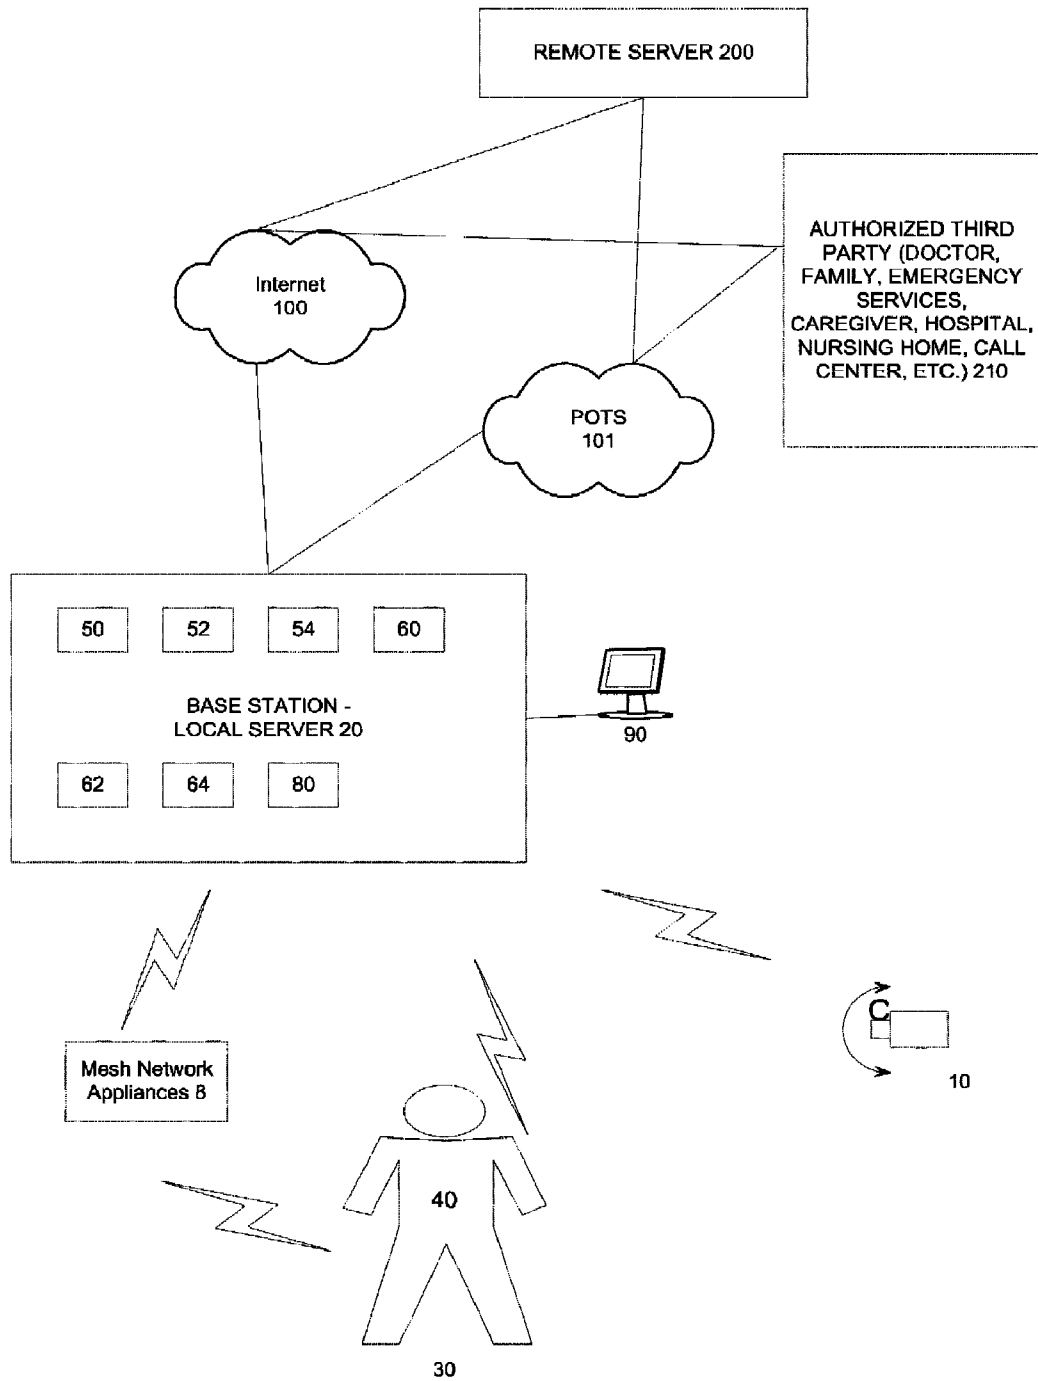 REMOTE SERVER 200
AUTHORIZED THIRD
PARTY (DOCTOR,
FAMILY, EMERGENCY
SERVICES,
CAREGIVER, HOSPITAL,
NURSING HOME, CALL
CENTER, ETC.) 210
Internet
100
POTS
101
50 52 54 60
BASE STATION -
LOCAL SERVER 20
90
62 64 80
C
10
Mesh Network
Appliances 8
40
30